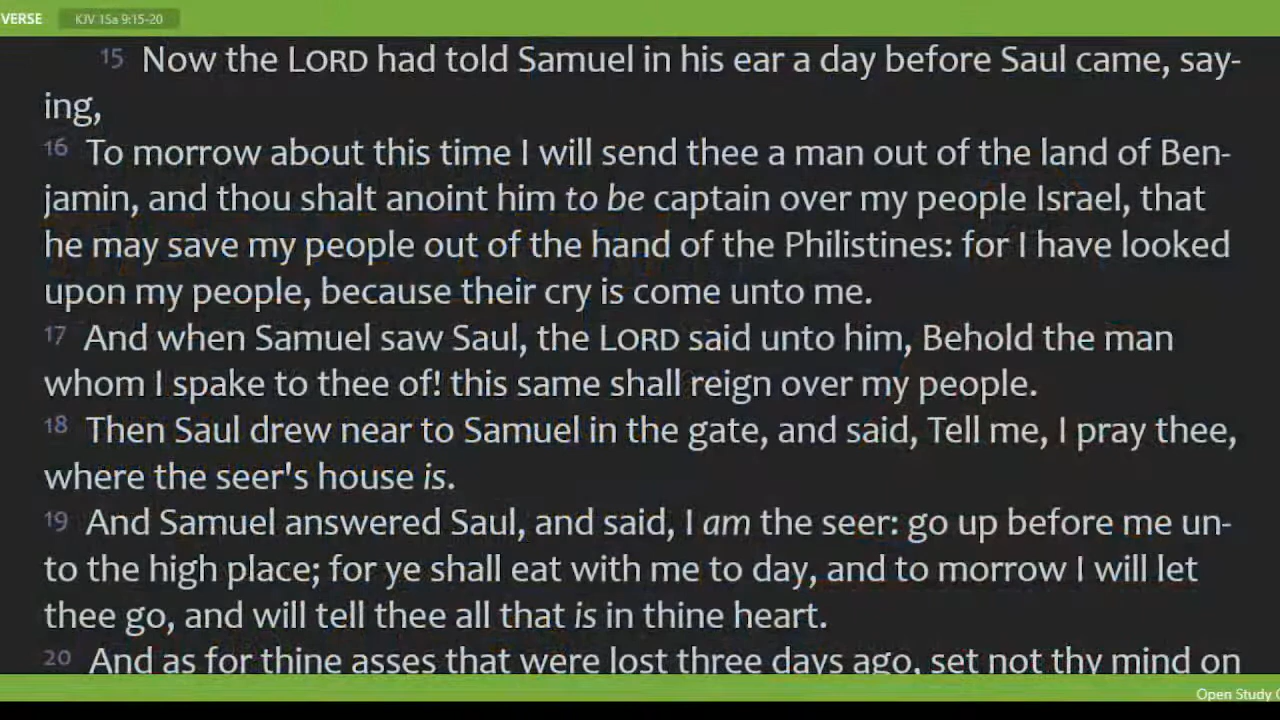 VERSE KJV 1Sa 9:15-20
15 Now the LORD had told Samuel in his ear a day before Saul came, say-
ing,
16 To morrow about this time I will send thee a man out of the land of Ben-
jamin, and thou shalt anoint him to be captain over my people Israel, that
he may save my people out of the hand of the Philistines: for I have looked
upon my people, because their cry is come unto me.
17 And when Samuel saw Saul, the LORD said unto him, Behold the man
whom I spake to thee of! this same shall reign over my people.
18 Then Saul drew near to Samuel in the gate, and said, Tell me, I pray thee,
where the seer's house is.
19 And Samuel answered Saul, and said, I am the seer: go up before me un-
to the high place; for ye shall eat with me to day, and to morrow I will let
thee go, and will tell thee all that is in thine heart.
20 And as for thine asses that were lost three days ago, set not thy mind on
Open Study